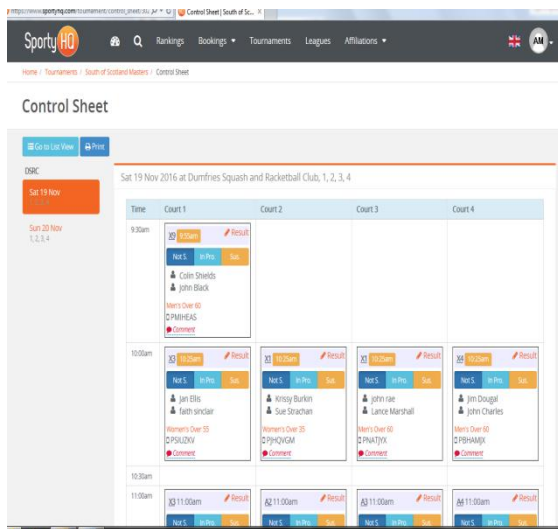 https://www.sportyhq.com/tournament/control_sheet/302
Control Sheet | South of Sc...
Sporty HQ
Rankings Bookings Tournaments Leagues Affiliations
AM
Home / Tournaments / South of Scotland Masters / Control Sheet
Control Sheet
Go to List View Print
DSRC
Sat 19 Nov
1, 2, 3, 4
Sun 20 Nov
1, 2, 3, 4
Sat 19 Nov 2016 at Dumfries Squash and Racketball Club, 1, 2, 3, 4
Time Court 1 Court 2 Court 3 Court 4
9:30am
X9 9:55am Result
Not S. In Pro. Sus.
Colin Shields
John Black
Men's Over 60
PMIHEAS
Comment
10:00am
X3 10:25am Result
Not S. In Pro. Sus.
Jan Ellis
faith sinclair
Women's Over 55
PSIUZKV
Comment
X1 10:25am Result
Not S. In Pro. Sus.
Krissy Burkin
Sue Strachan
Women's Over 35
PJHQVGM
Comment
X1 10:25am Result
Not S. In Pro. Sus.
john rae
Lance Marshall
Men's Over 60
PNATJYX
Comment
X4 10:25am Result
Not S. In Pro. Sus.
Jim Dougal
John Charles
Men's Over 60
PBHAMJX
Comment
10:30am
11:00am
X3 11:00am Result
Not S. In Pro. Sus.
A2 11:00am Result
Not S. In Pro. Sus.
A3 11:00am Result
Not S. In Pro. Sus.
A4 11:00am Result
Not S. In Pro. Sus.